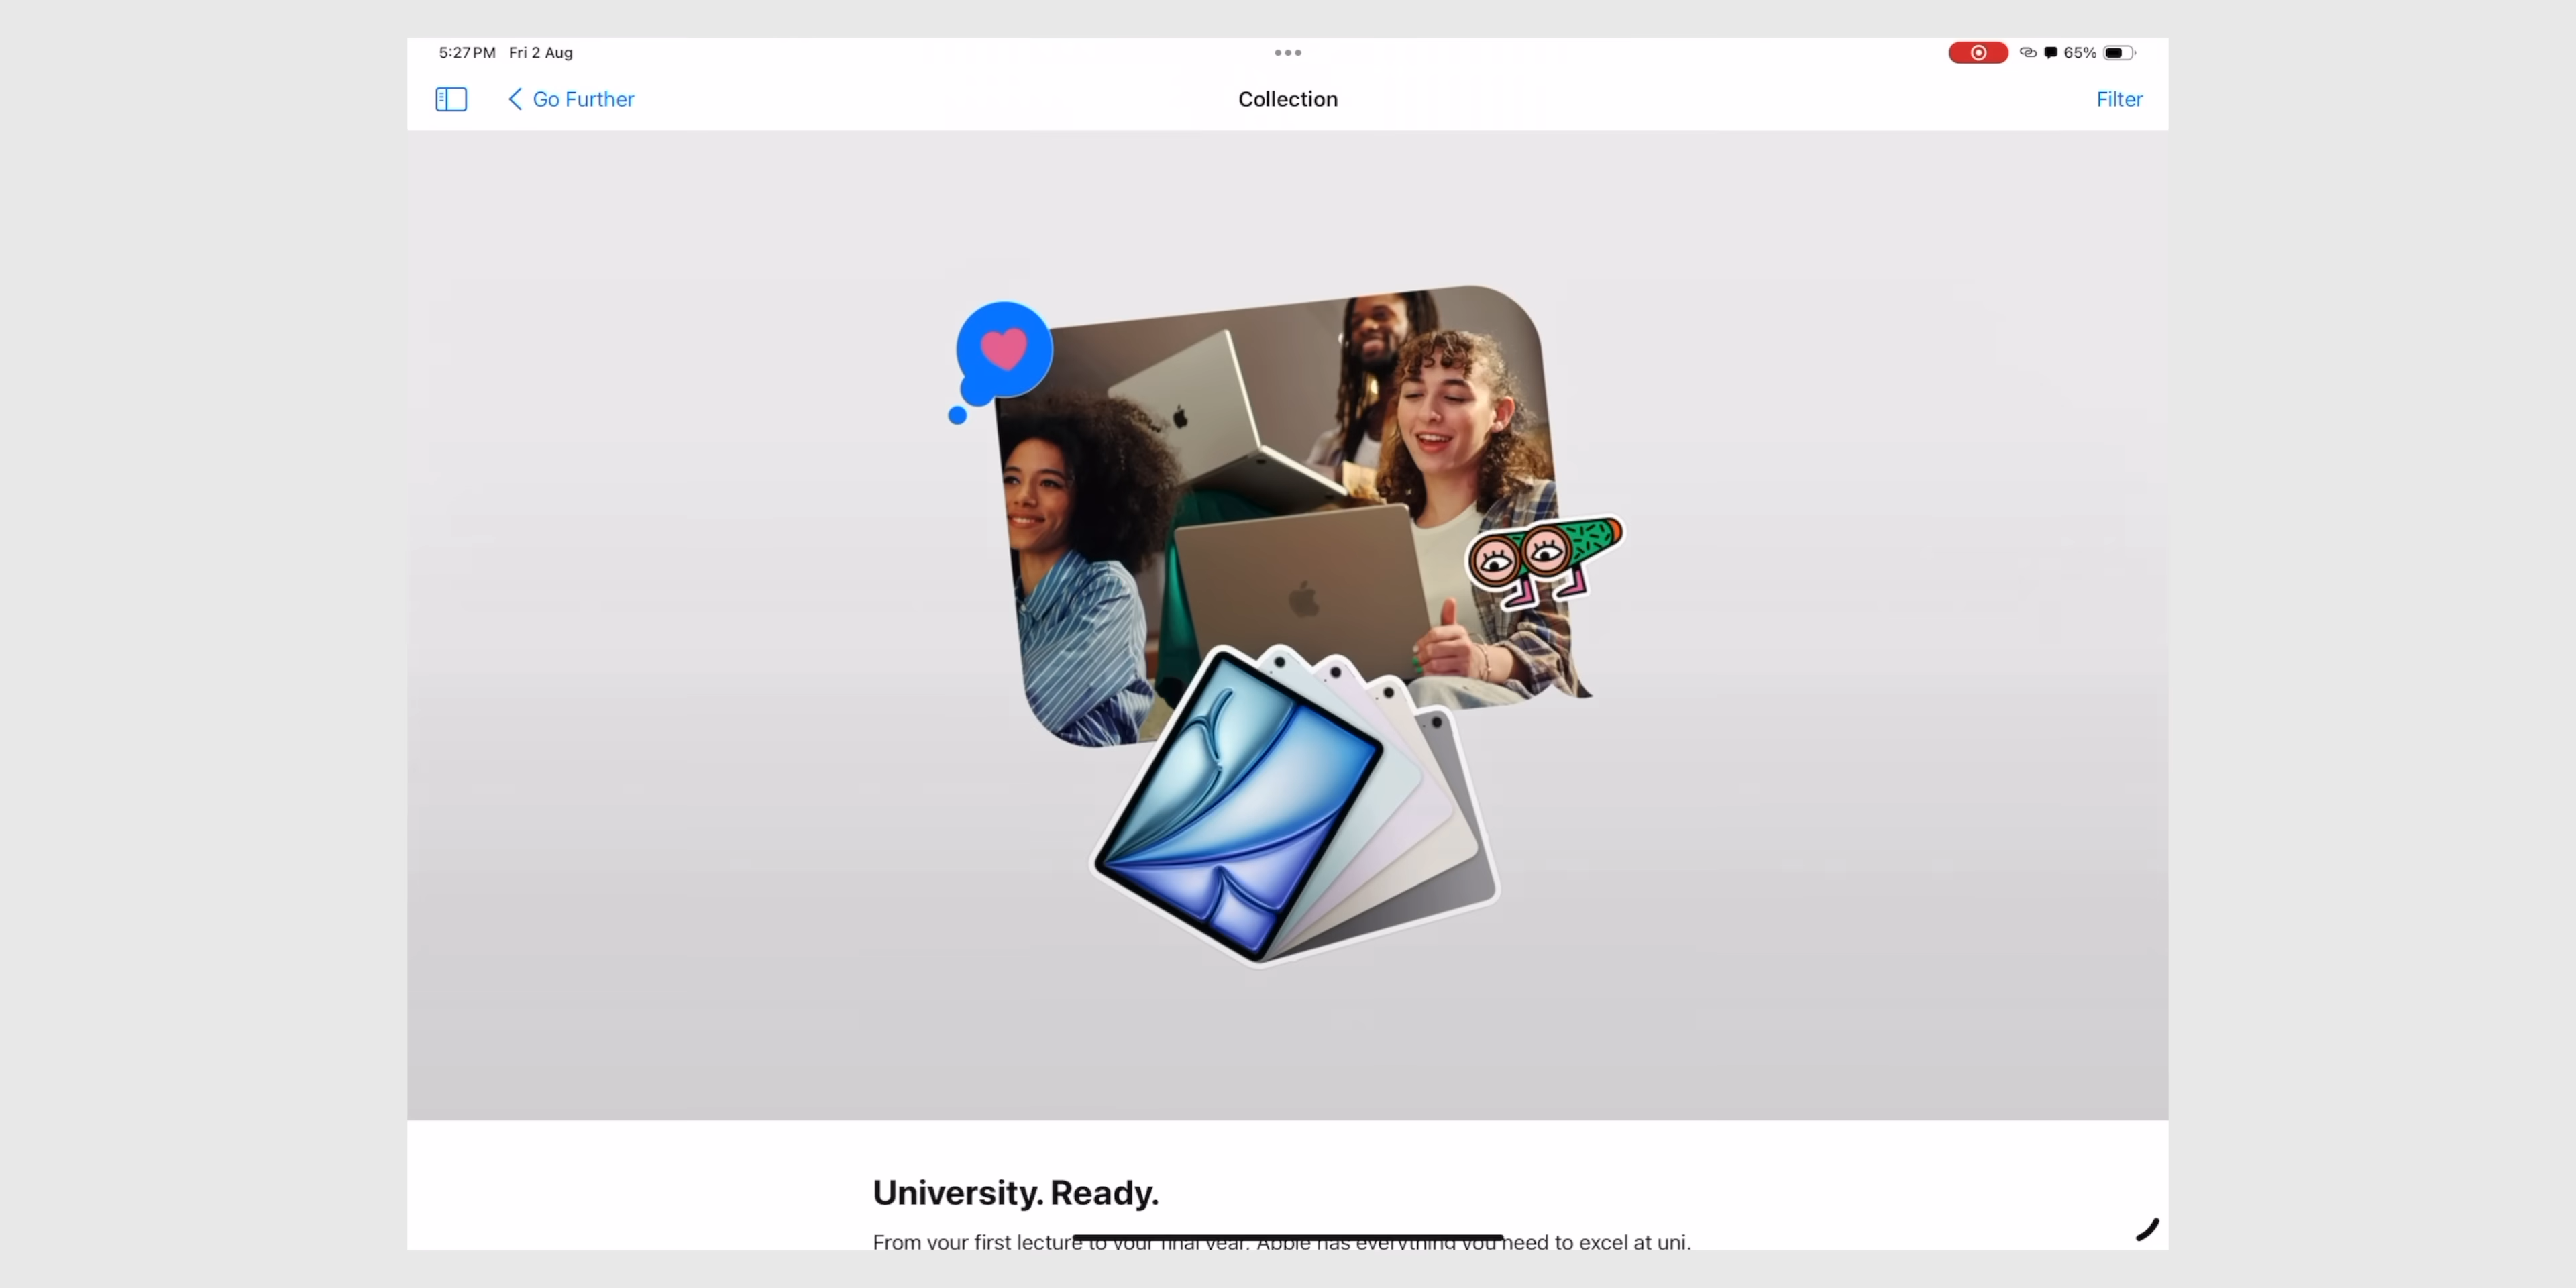 5:27 PM Fri 2 Aug
65%
Go Further
Collection
Filter
University. Ready.
From your first lecture to your final year, Apple has everything you need to excel at uni.